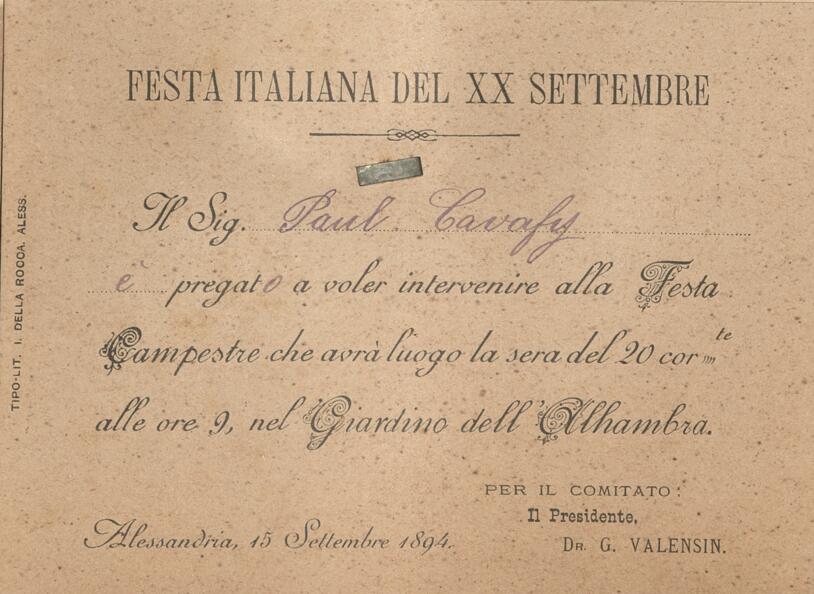 FESTA ITALIANA DEL XX SETTEMBRE
Il Sig. Paul Cavafy
è pregato a voler intervenire alla Festa
Campestre che avrà luogo la sera del 20 cor.te
alle ore 9, nel Giardino dell'Alhambra.
PER IL COMITATO:
Il Presidente,
DR. G. VALENSIN.
Alessandria, 15 Settembre 1894.
TIPO-LIT. I. DELLA ROCCA. ALESS.